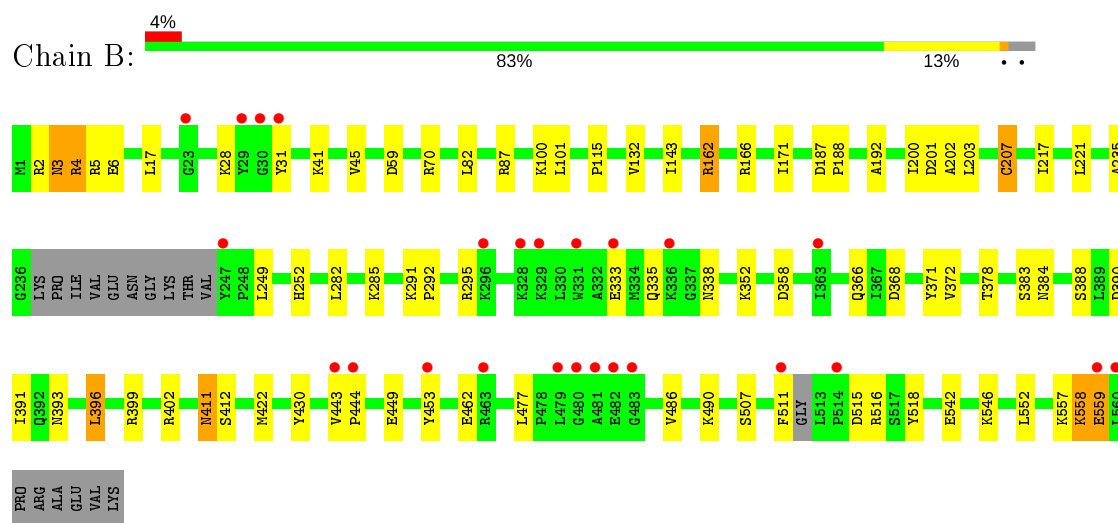 4%
Chain B:
83% 13% • •
M1 R2 N3 R4 R5 E6 L17 G23 K28 Y29 G30 Y31 K41 V45 D59 R70 L82 R87 K100 L101 P115 V132 I143 R162 R166 I171 D187 P188 A192 I200 D201 A202 L203 C207 I217 L221 A235
G236 LYS PRO ILE VAL GLU ASN GLY LYS THR VAL Y247 P248 L249 H252 L282 K285 K291 P292 R295 K296 K328 K329 L330 W331 A332 E333 M334 Q335 K336 G337 N338 K352 D358 I363 Q366 I367 D368 Y371 V372 T378 S383 N384 S388 L389
I391 Q392 N393 L396 R399 R402 N411 S412 M422 Y430 V443 P444 E449 Y453 E462 R463 L477 P478 L479 G480 A481 E482 G483 V486 K490 S507 F511 GLY L513 P514 D515 R516 S517 Y518 E542 K546 L552 K557 K558 E559 L560
PRO ARG ALA GLU VAL LYS